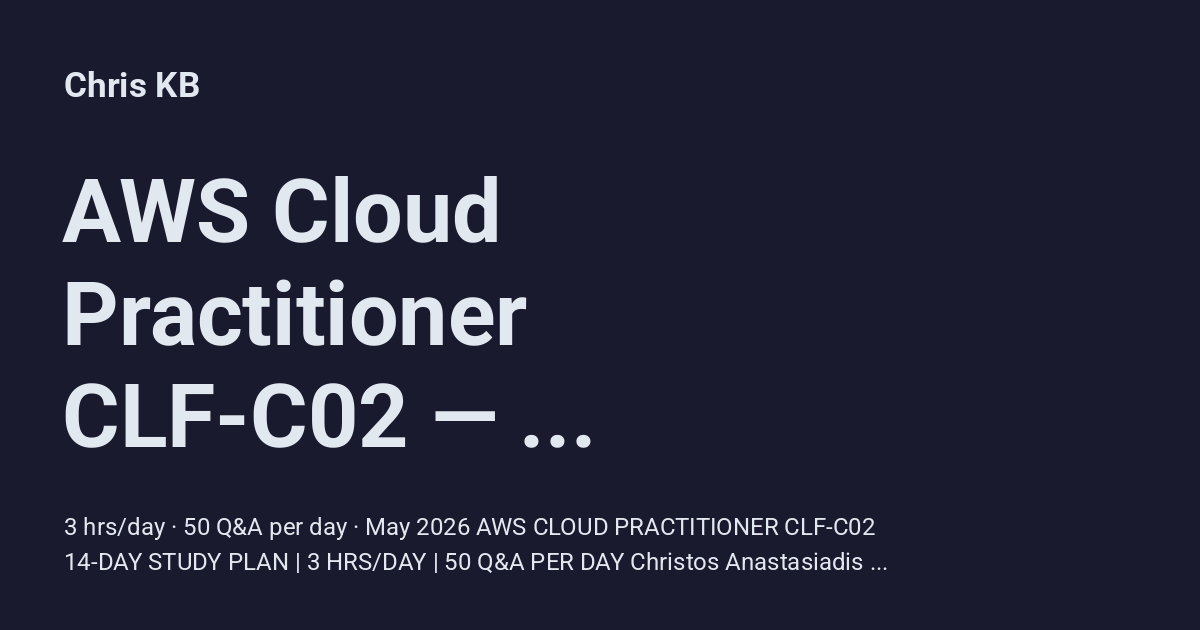 Chris KB
AWS Cloud
Practitioner
CLF-C02 — ...
3 hrs/day · 50 Q&A per day · May 2026 AWS CLOUD PRACTITIONER CLF-C02
14-DAY STUDY PLAN | 3 HRS/DAY | 50 Q&A PER DAY Christos Anastasiadis ...